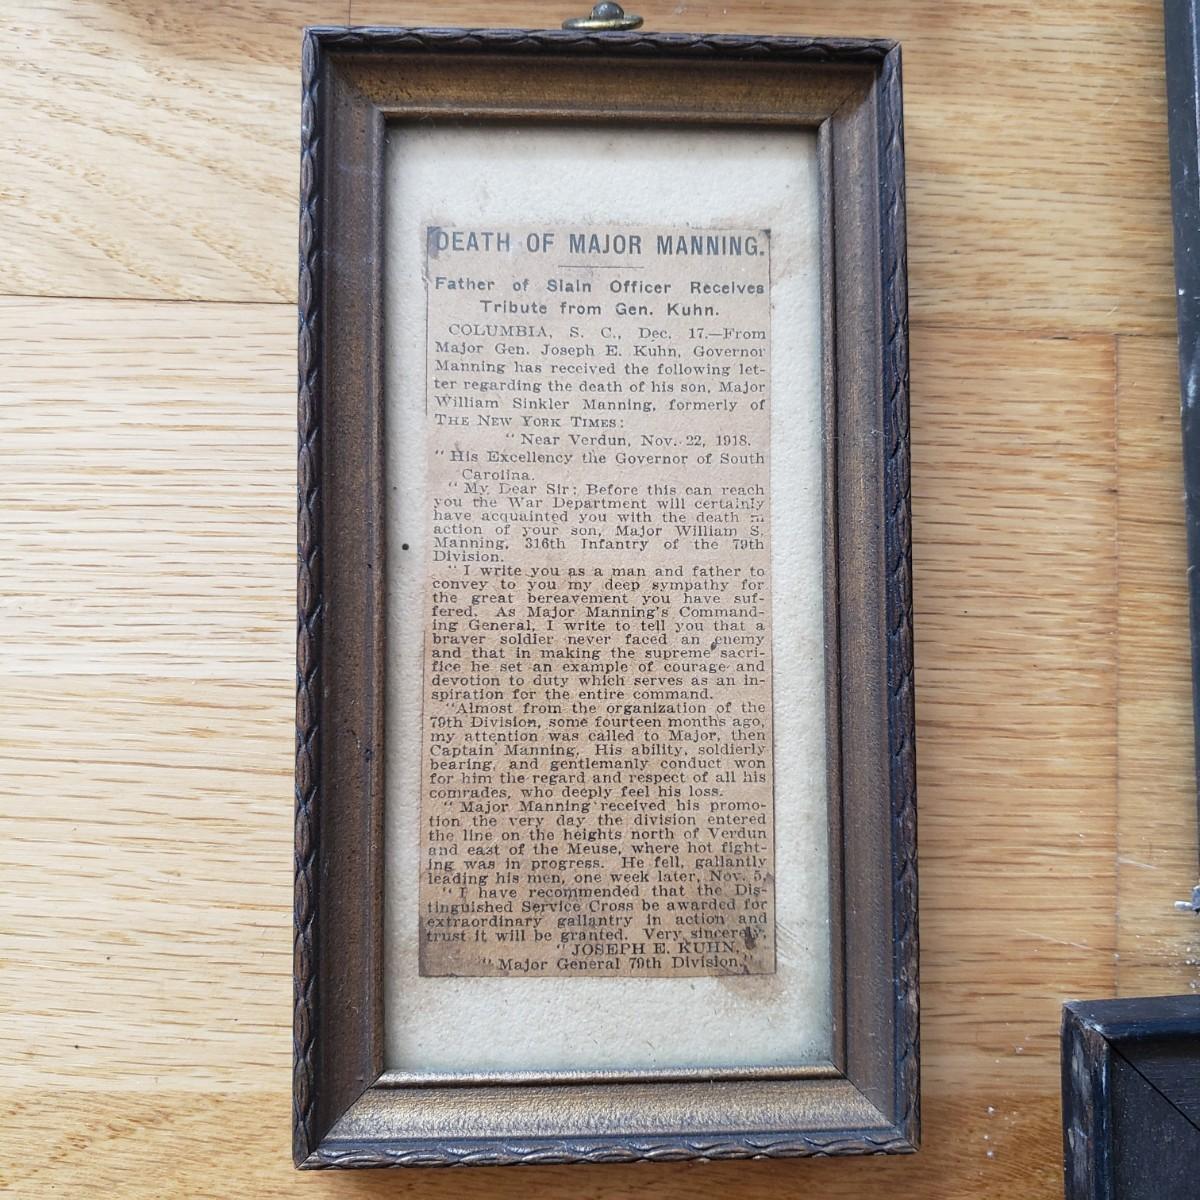 DEATH OF MAJOR MANNING.
Father of Slain Officer Receives
Tribute from Gen. Kuhn.
COLUMBIA, S. C., Dec. 17.—From
Major Gen. Joseph E. Kuhn, Governor
Manning has received the following let-
ter regarding the death of his son, Major
William Sinkler Manning, formerly of
THE NEW YORK TIMES:
" Near Verdun, Nov. 22, 1918.
" His Excellency the Governor of South
Carolina.
" My Dear Sir: Before this can reach
you the War Department will certainly
have acquainted you with the death in
action of your son, Major William S.
Manning, 316th Infantry of the 79th
Division.
" I write you as a man and father to
convey to you my deep sympathy for
the great bereavement you have suf-
fered. As Major Manning's Command-
ing General, I write to tell you that a
braver soldier never faced an enemy
and that in making the supreme sacri-
fice he set an example of courage and
devotion to duty which serves as an in-
spiration for the entire command.
"Almost from the organization of the
79th Division, some fourteen months ago,
my attention was called to Major, then
Captain Manning. His ability, soldierly
bearing, and gentlemanly conduct won
for him the regard and respect of all his
comrades, who deeply feel his loss.
" Major Manning received his promo-
tion the very day the division entered
the line on the heights north of Verdun
and east of the Meuse, where hot fight-
ing was in progress. He fell, gallantly
leading his men, one week later, Nov. 5.
" I have recommended that the Dis-
tinguished Service Cross be awarded for
extraordinary gallantry in action and
trust it will be granted. Very sincerely,
" JOSEPH E. KUHN,
" Major General 79th Division."